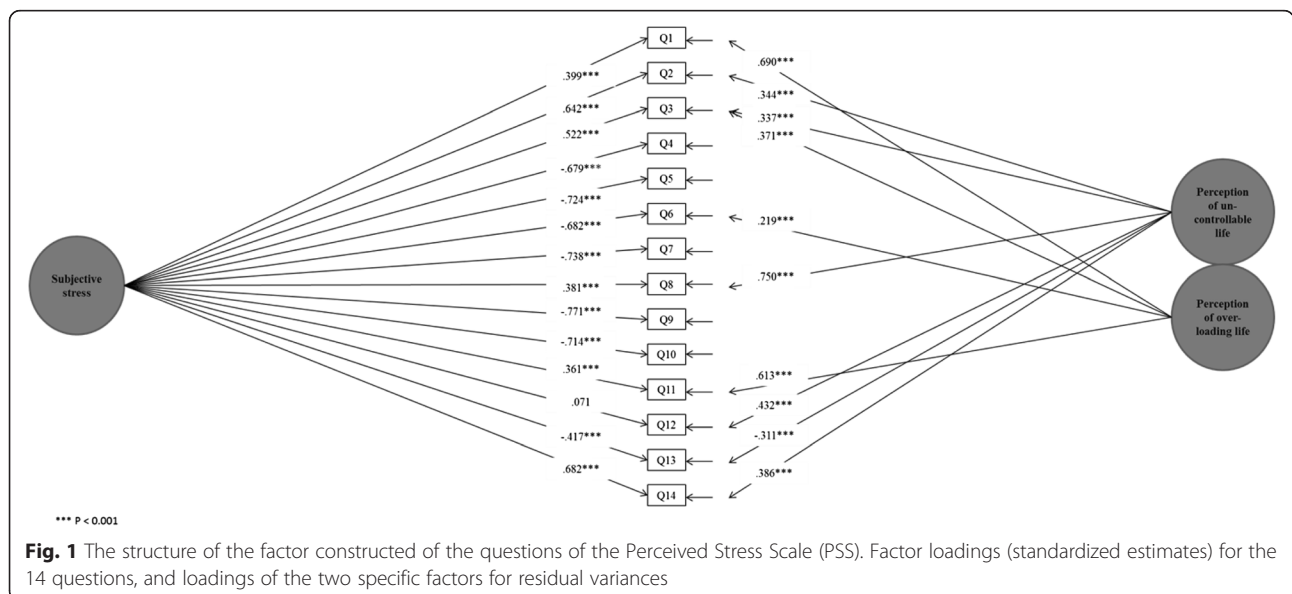 Q1
Q2
Q3
Q4
Q5
Q6
Q7
Q8
Q9
Q10
Q11
Q12
Q13
Q14
.399***
.642***
.522***
-.679***
-.724***
-.682***
-.738***
.381***
-.771***
-.714***
.361***
.071
-.417***
.682***
.690***
.344***
.337***
.371***
.219***
.750***
.613***
.432***
-.311***
.386***
Subjective
stress
Perception
of un-
controllable
life
Perception
of over-
loading life
*** P < 0.001
Fig. 1 The structure of the factor constructed of the questions of the Perceived Stress Scale (PSS). Factor loadings (standardized estimates) for the
14 questions, and loadings of the two specific factors for residual variances